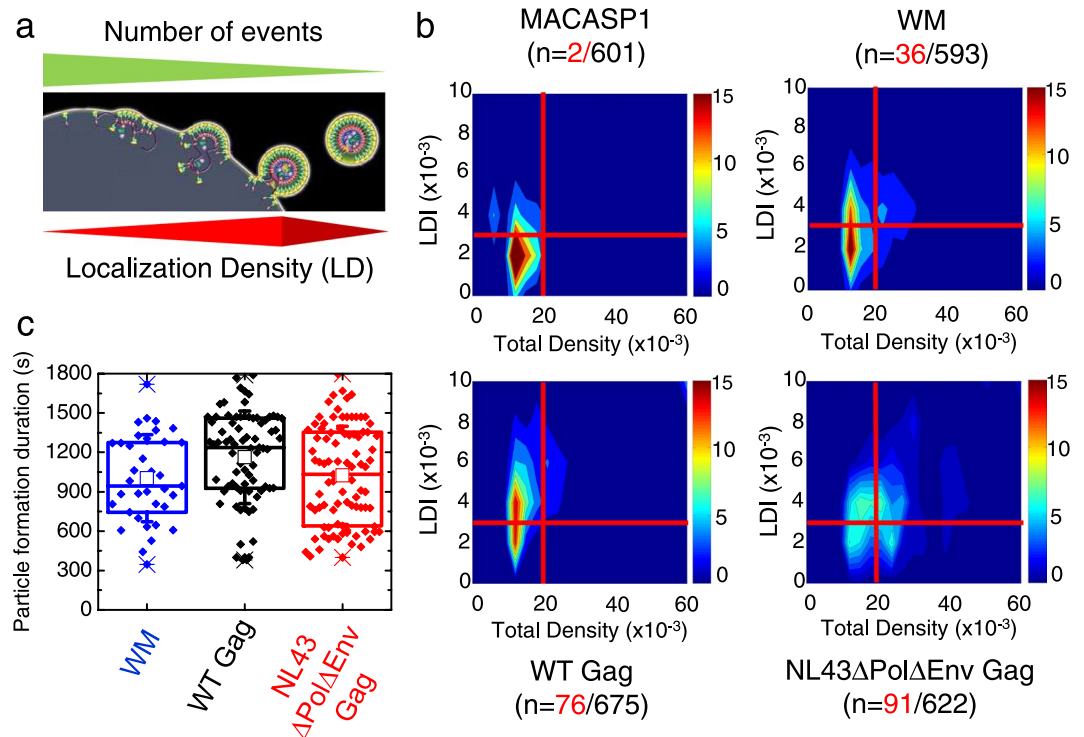 a
Number of events
Localization Density (LD)
b
MACASP1
(n=2/601)
10
8
6
4
2
0
LDI (x10-3)
0 20 40 60
Total Density (x10-3)
15
10
5
0
WM
(n=36/593)
10
8
6
4
2
0
LDI (x10-3)
0 20 40 60
Total Density (x10-3)
15
10
5
0
c
1800
1500
1200
900
600
300
0
Particle formation duration (s)
WM
WT Gag
NL43
ΔPolΔEnv
Gag
10
8
6
4
2
0
LDI (x10-3)
0 20 40 60
Total Density (x10-3)
15
10
5
0
WT Gag
(n=76/675)
10
8
6
4
2
0
LDI (x10-3)
0 20 40 60
Total Density (x10-3)
15
10
5
0
NL43ΔPolΔEnv Gag
(n=91/622)